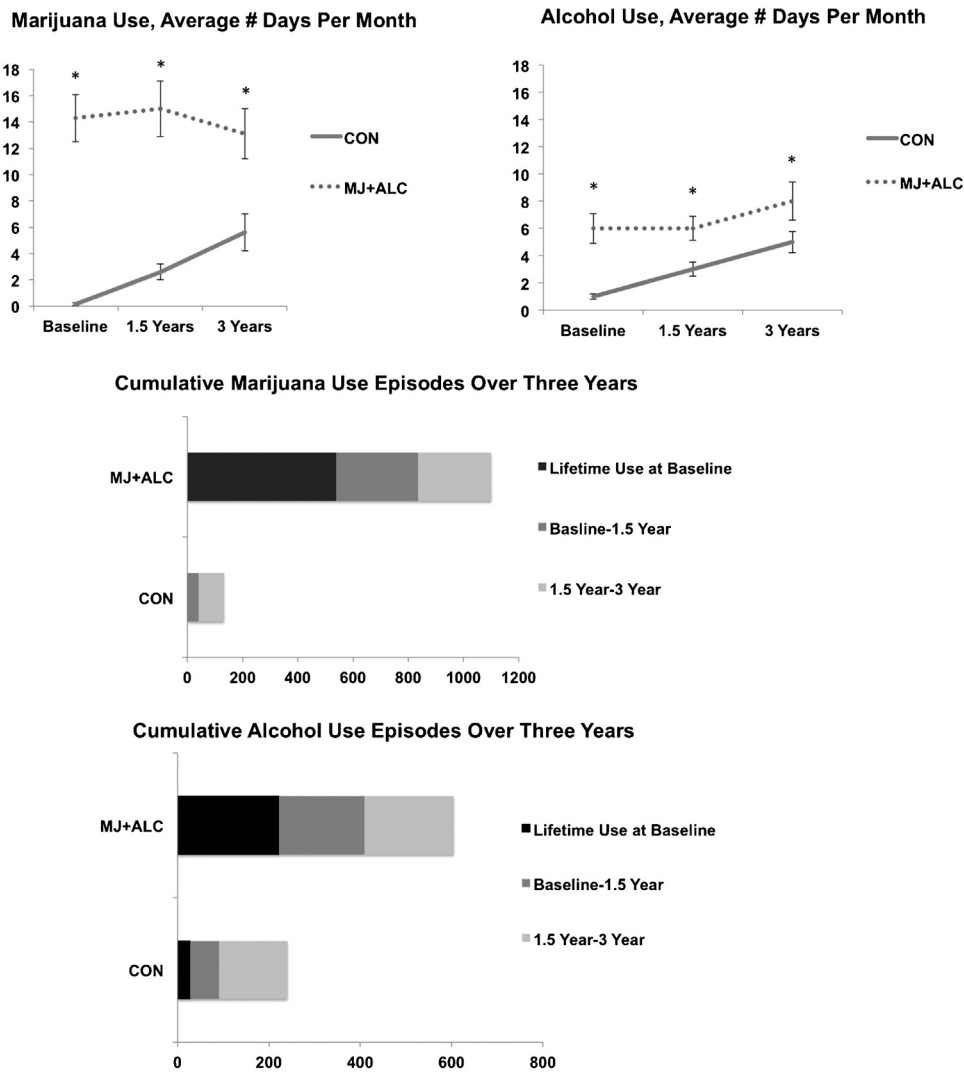 Marijuana Use, Average # Days Per Month
18
16
14
12
10
8
6
4
2
0
*
*
*
Baseline
1.5 Years
3 Years
CON
MJ+ALC
Alcohol Use, Average # Days Per Month
18
16
14
12
10
8
6
4
2
0
*
*
*
Baseline
1.5 Years
3 Years
CON
MJ+ALC
Cumulative Marijuana Use Episodes Over Three Years
MJ+ALC
CON
0
200
400
600
800
1000
1200
Lifetime Use at Baseline
Basline-1.5 Year
1.5 Year-3 Year
Cumulative Alcohol Use Episodes Over Three Years
MJ+ALC
CON
0
200
400
600
800
Lifetime Use at Baseline
Baseline-1.5 Year
1.5 Year-3 Year